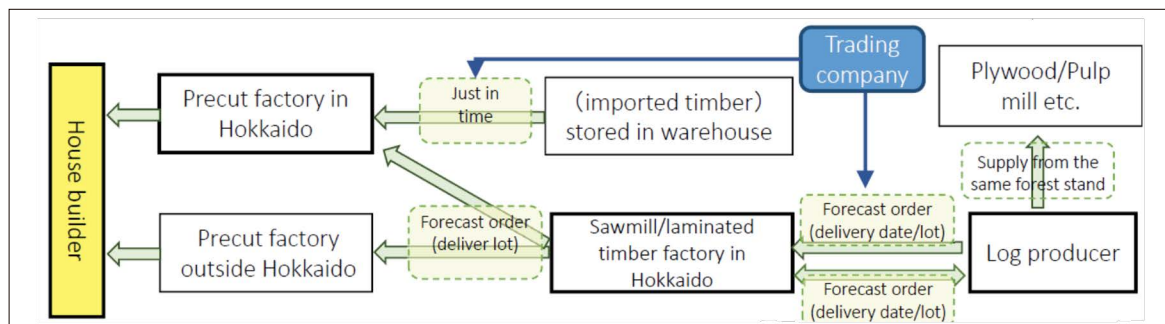 House builder
Precut factory in
Hokkaido
Just in
time
(imported timber)
stored in warehouse
Trading
company
Plywood/Pulp
mill etc.
Supply from the
same forest stand
Precut factory
outside Hokkaido
Forecast order
(deliver lot)
Sawmill/laminated
timber factory in
Hokkaido
Forecast order
(delivery date/lot)
Forecast order
(delivery date/lot)
Log producer